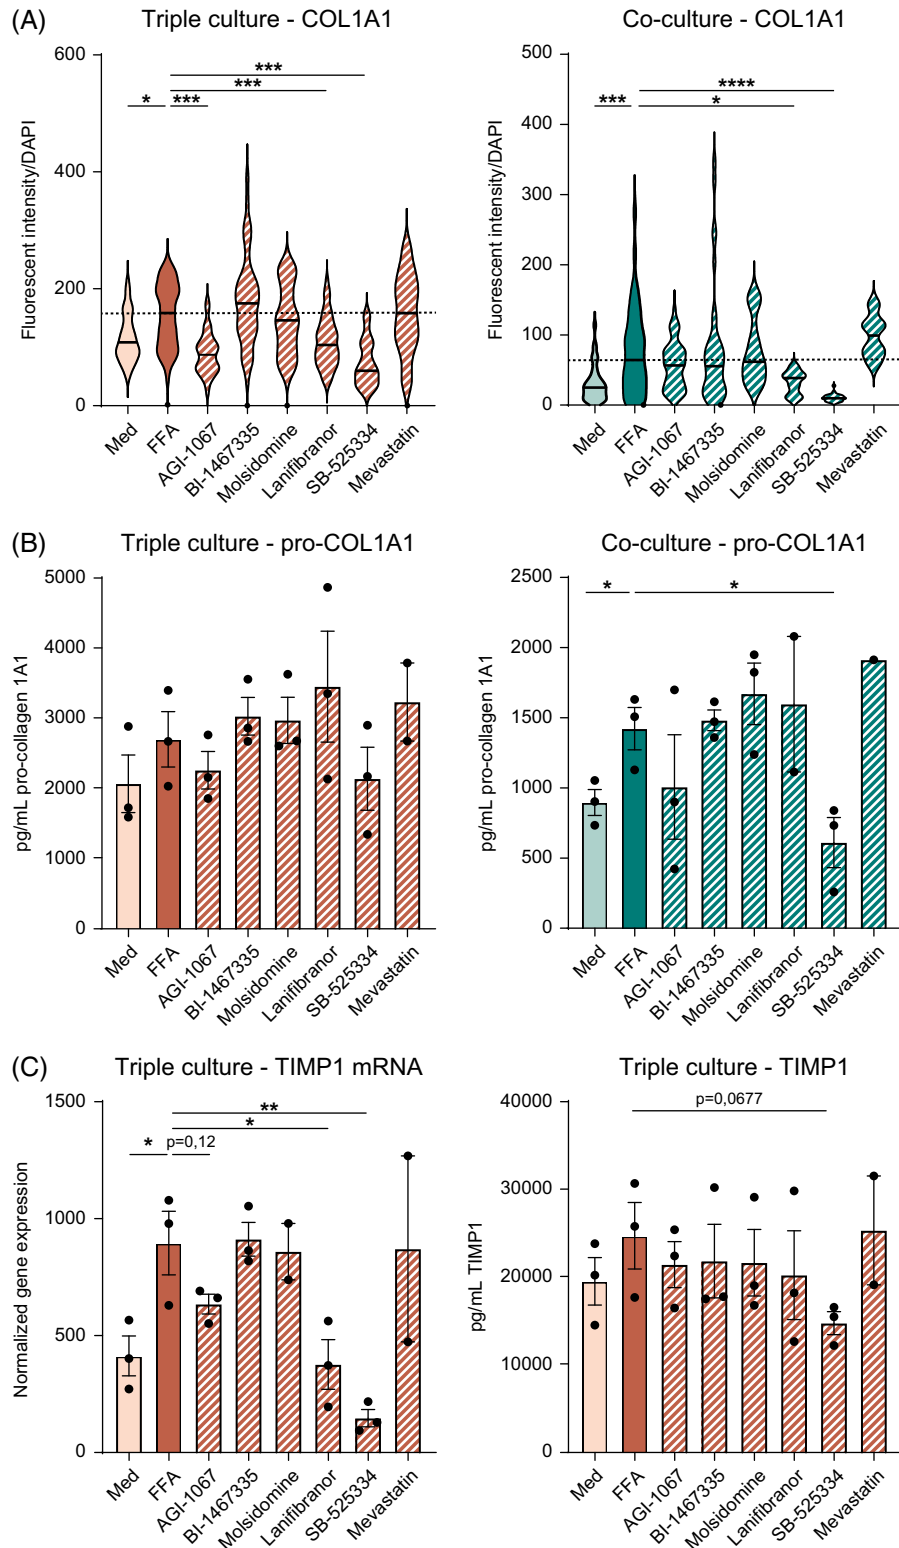 (A)
Triple culture - COL1A1
Fluorescent intensity/DAPI
600
400
200
0
* *** *** ***
Med
FFA
AGI-1067
BI-1467335
Molsidomine
Lanifibranor
SB-525334
Mevastatin
Co-culture - COL1A1
Fluorescent intensity/DAPI
500
400
300
200
100
0
*** * ****
Med
FFA
AGI-1067
BI-1467335
Molsidomine
Lanifibranor
SB-525334
Mevastatin
(B)
Triple culture - pro-COL1A1
pg/mL pro-collagen 1A1
5000
4000
3000
2000
1000
0
Med
FFA
AGI-1067
BI-1467335
Molsidomine
Lanifibranor
SB-525334
Mevastatin
Co-culture - pro-COL1A1
pg/mL pro-collagen 1A1
2500
2000
1500
1000
500
0
* *
Med
FFA
AGI-1067
BI-1467335
Molsidomine
Lanifibranor
SB-525334
Mevastatin
(C)
Triple culture - TIMP1 mRNA
Normalized gene expression
1500
1000
500
0
**
*
* p=0,12
Med
FFA
AGI-1067
BI-1467335
Molsidomine
Lanifibranor
SB-525334
Mevastatin
Triple culture - TIMP1
pg/mL TIMP1
40000
30000
20000
10000
0
p=0,0677
Med
FFA
AGI-1067
BI-1467335
Molsidomine
Lanifibranor
SB-525334
Mevastatin